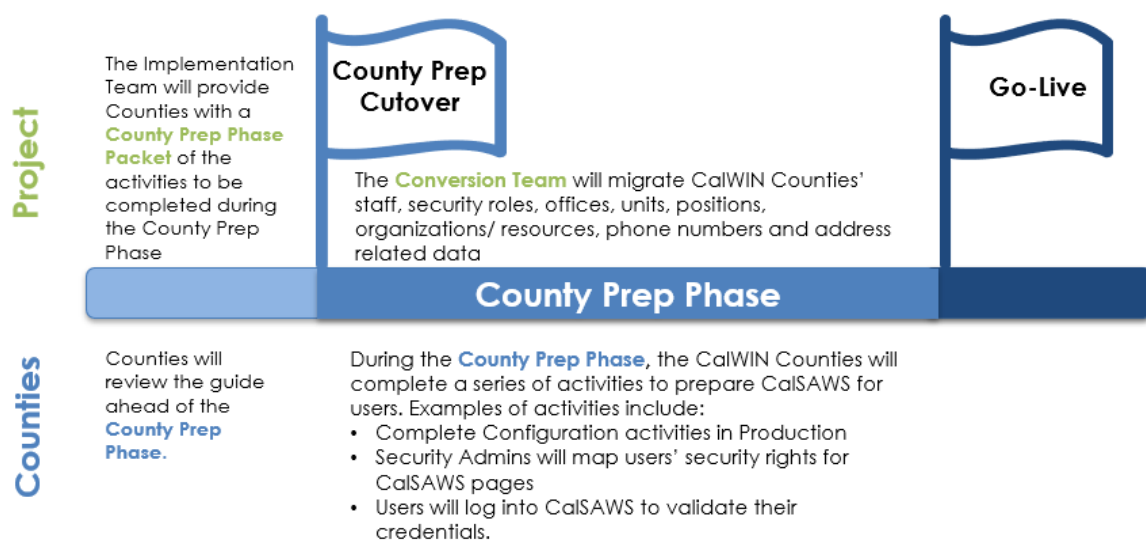 Project
The Implementation
Team will provide
Counties with a
County Prep Phase
Packet of the
activities to be
completed during
the County Prep
Phase
County Prep
Cutover
The Conversion Team will migrate CalWIN Counties'
staff, security roles, offices, units, positions,
organizations/ resources, phone numbers and address
related data
Go-Live
County Prep Phase
Counties
Counties will
review the guide
ahead of the
County Prep
Phase.
During the County Prep Phase, the CalWIN Counties will
complete a series of activities to prepare CalSAWS for
users. Examples of activities include:
• Complete Configuration activities in Production
• Security Admins will map users' security rights for
CalSAWS pages
• Users will log into CalSAWS to validate their
credentials.